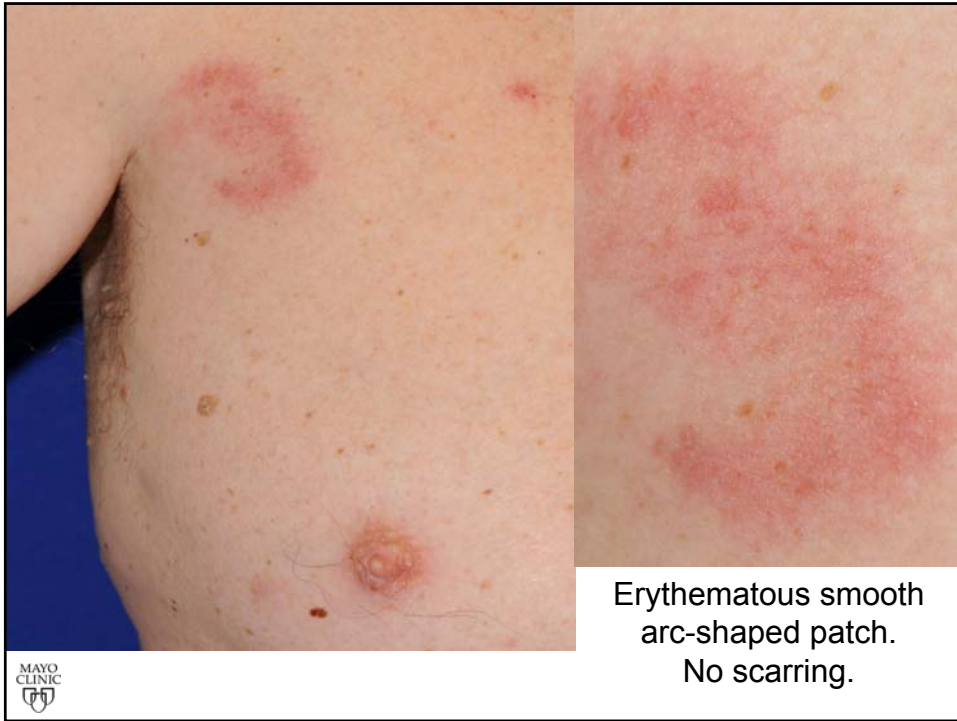 Erythematous smooth
arc-shaped patch.
No scarring.
MAYO
CLINIC